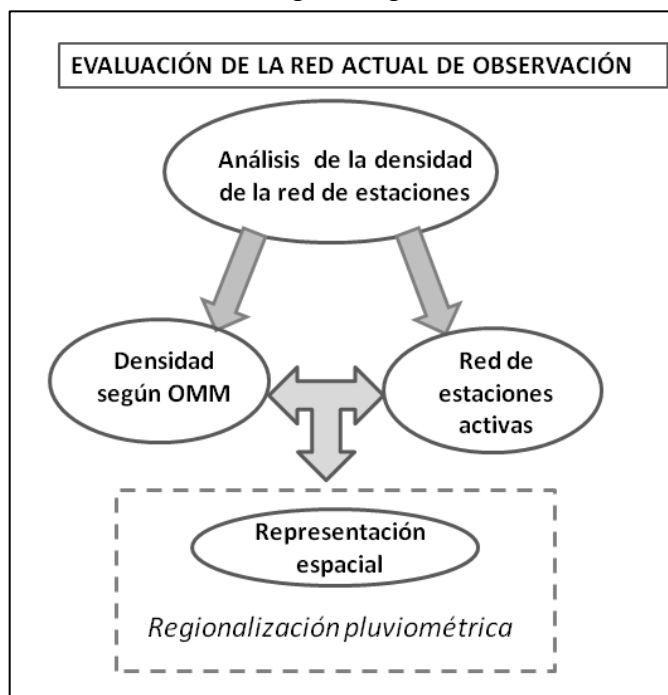 EVALUACIÓN DE LA RED ACTUAL DE OBSERVACIÓN
Análisis de la densidad
de la red de estaciones
Densidad
según OMM
Red de
estaciones
activas
Representación
espacial
Regionalización pluviométrica